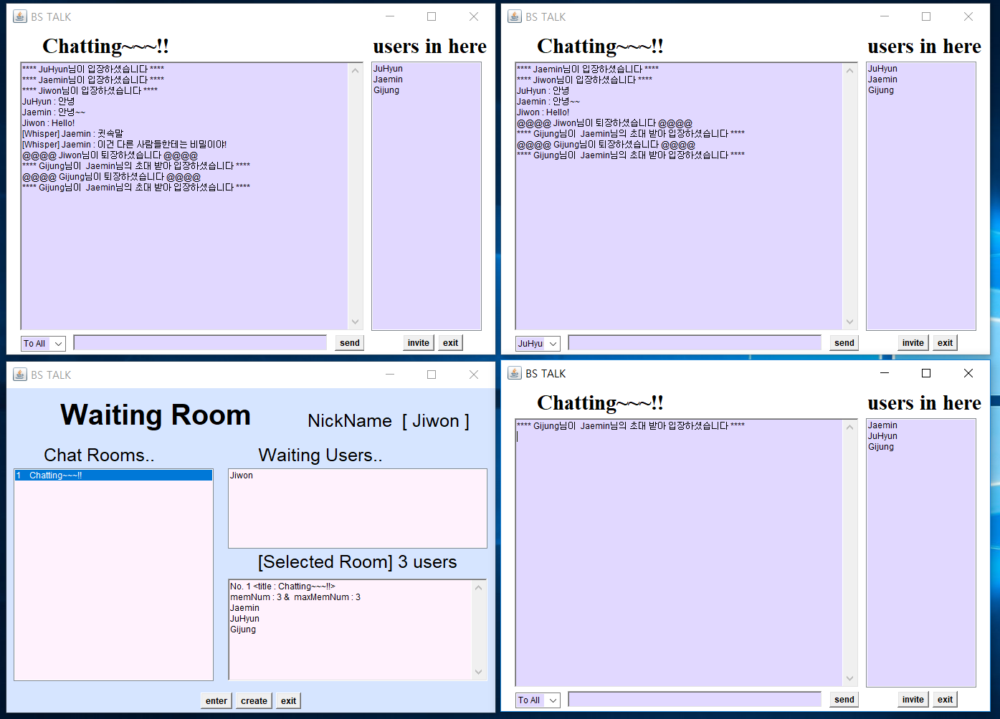 BS TALK
Chatting~~~!!
users in here
**** JuHyun님이 입장하셨습니다 ****
**** Jaemin님이 입장하셨습니다 ****
**** Jiwon님이 입장하셨습니다 ****
JuHyun : 안녕
Jaemin : 안녕~~
Jiwon : Hello!
[Whisper] Jaemin : 귓속말
[Whisper] Jaemin : 이건 다른 사람들한테는 비밀이야!
@@@@ Jiwon님이 퇴장하셨습니다 @@@@
**** Gijung님이  Jaemin님의 초대 받아 입장하셨습니다 ****
@@@@ Gijung님이 퇴장하셨습니다 @@@@
**** Gijung님이  Jaemin님의 초대 받아 입장하셨습니다 ****
JuHyun
Jaemin
Gijung
To All
send
invite
exit
BS TALK
Chatting~~~!!
users in here
**** Jaemin님이 입장하셨습니다 ****
**** Jiwon님이 입장하셨습니다 ****
JuHyun : 안녕
Jaemin : 안녕~~
Jiwon : Hello!
@@@@ Jiwon님이 퇴장하셨습니다 @@@@
**** Gijung님이  Jaemin님의 초대 받아 입장하셨습니다 ****
@@@@ Gijung님이 퇴장하셨습니다 @@@@
**** Gijung님이  Jaemin님의 초대 받아 입장하셨습니다 ****
JuHyun
Jaemin
Gijung
JuHyu
send
invite
exit
BS TALK
Waiting Room
NickName [ Jiwon ]
Chat Rooms..
Waiting Users..
1 Chatting~~~!!
Jiwon
[Selected Room] 3 users
No. 1 <title : Chatting~~~!!>
memNum : 3 &  maxMemNum : 3
Jaemin
JuHyun
Gijung
enter
create
exit
BS TALK
Chatting~~~!!
users in here
**** Gijung님이  Jaemin님의 초대 받아 입장하셨습니다 ****
Jaemin
JuHyun
Gijung
To All
send
invite
exit